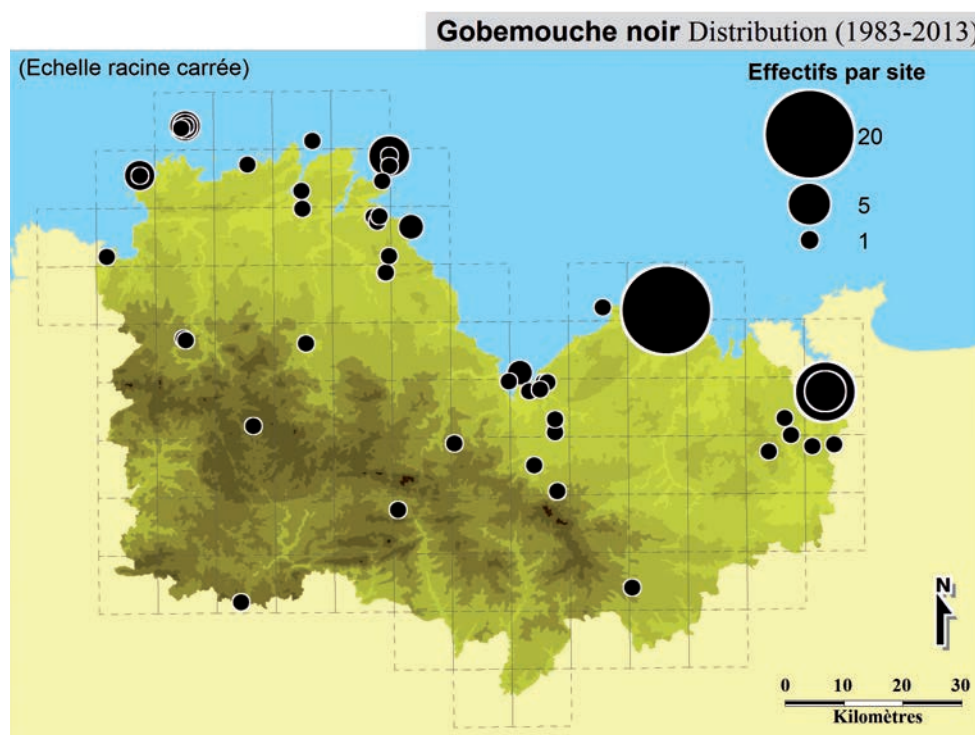 Gobemouche noir Distribution (1983-2013)
(Echelle racine carrée)
Effectifs par site
20
5
1
N
0 10 20 30
Kilomètres